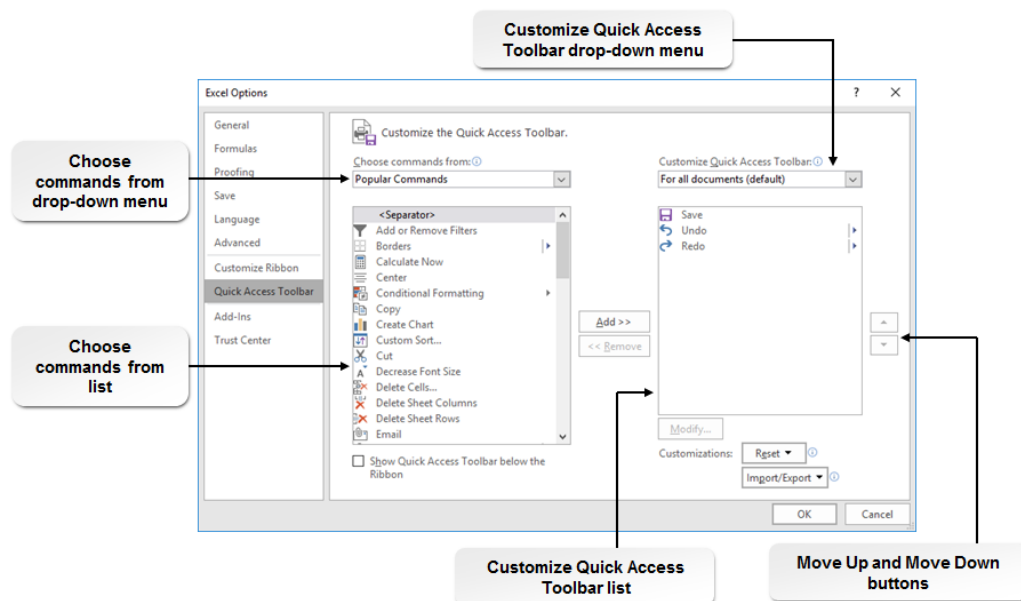 Customize Quick Access
Toolbar drop-down menu
Excel Options
?
General
Formulas
Proofing
Save
Language
Advanced
Customize Ribbon
Quick Access Toolbar
Add-Ins
Trust Center
Choose
commands from
drop-down menu
Choose
commands from
list
Customize the Quick Access Toolbar.
Choose commands from:
Popular Commands
<Separator>
Add or Remove Filters
Borders
Calculate Now
Center
Conditional Formatting
Copy
Create Chart
Custom Sort...
Cut
Decrease Font Size
Delete Cells...
Delete Sheet Columns
Delete Sheet Rows
Email
Show Quick Access Toolbar below the
Ribbon
Add >>
<< Remove
Customize Quick Access Toolbar:
For all documents (default)
Save
Undo
Redo
Modify...
Customizations:
Reset
Import/Export
OK
Cancel
Customize Quick Access
Toolbar list
Move Up and Move Down
buttons